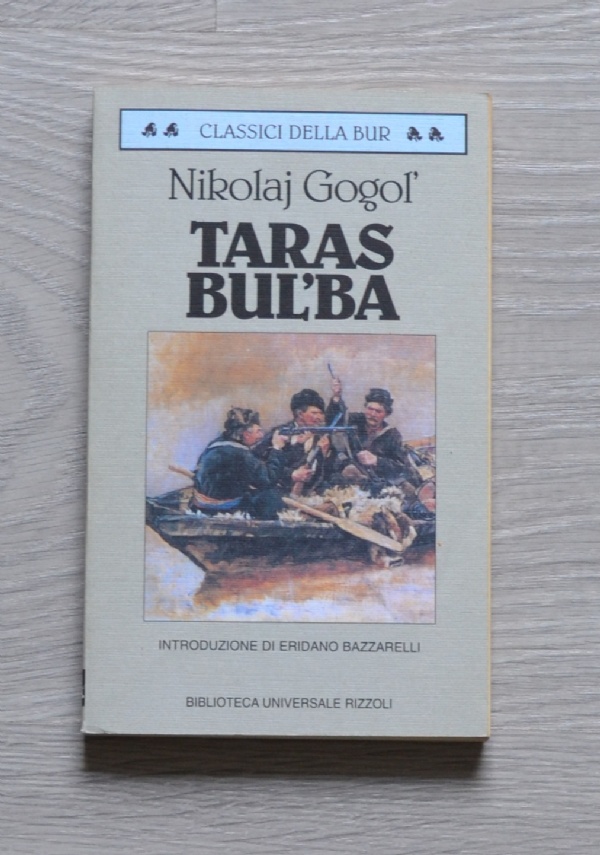 CLASSICI DELLA BUR
Nikolaj Gogol'
TARAS
BUL'BA
INTRODUZIONE DI ERIDANO BAZZARELLI
BIBLIOTECA UNIVERSALE RIZZOLI